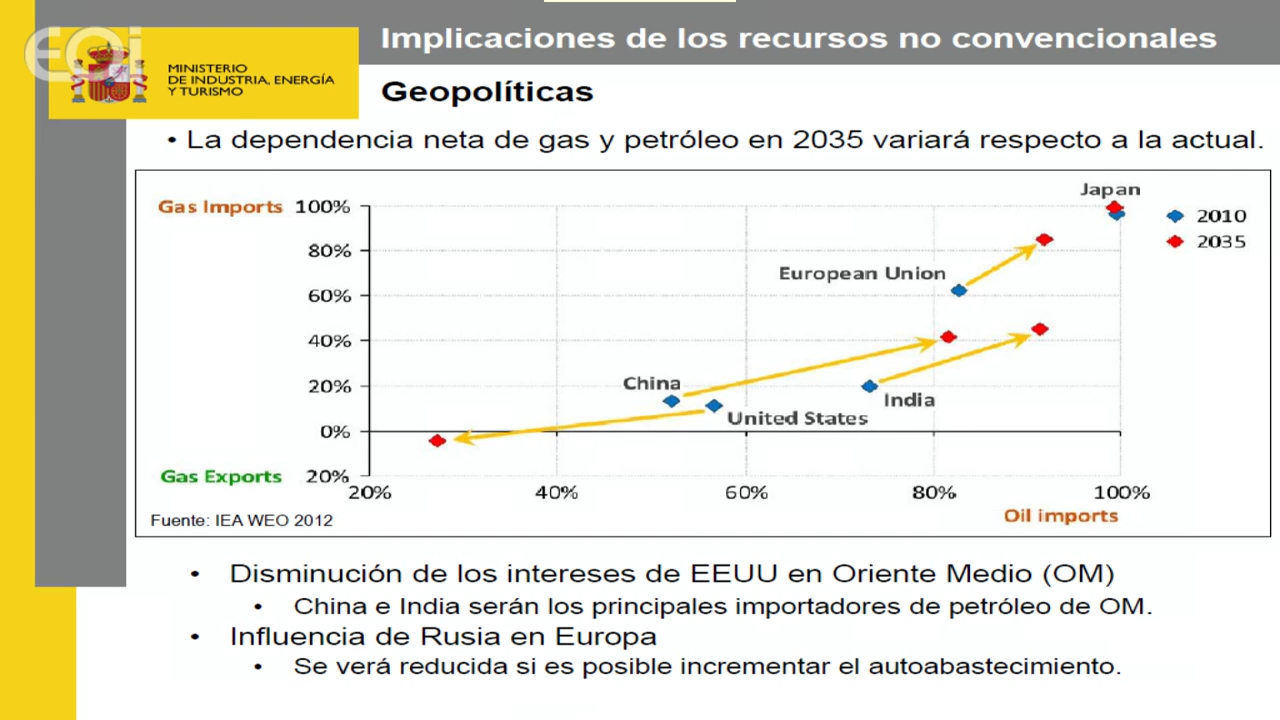 EOi
MINISTERIO
DE INDUSTRIA, ENERGÍA
Y TURISMO
Implicaciones de los recursos no convencionales
Geopolíticas
• La dependencia neta de gas y petróleo en 2035 variará respecto a la actual.
Gas Imports
100%
80%
60%
40%
20%
0%
20%
Gas Exports
20%
40%
60%
80%
100%
Oil imports
Japan
European Union
China
United States
India
2010
2035
Fuente: IEA WEO 2012
• Disminución de los intereses de EEUU en Oriente Medio (OM)
• China e India serán los principales importadores de petróleo de OM.
• Influencia de Rusia en Europa
• Se verá reducida si es posible incrementar el autoabastecimiento.